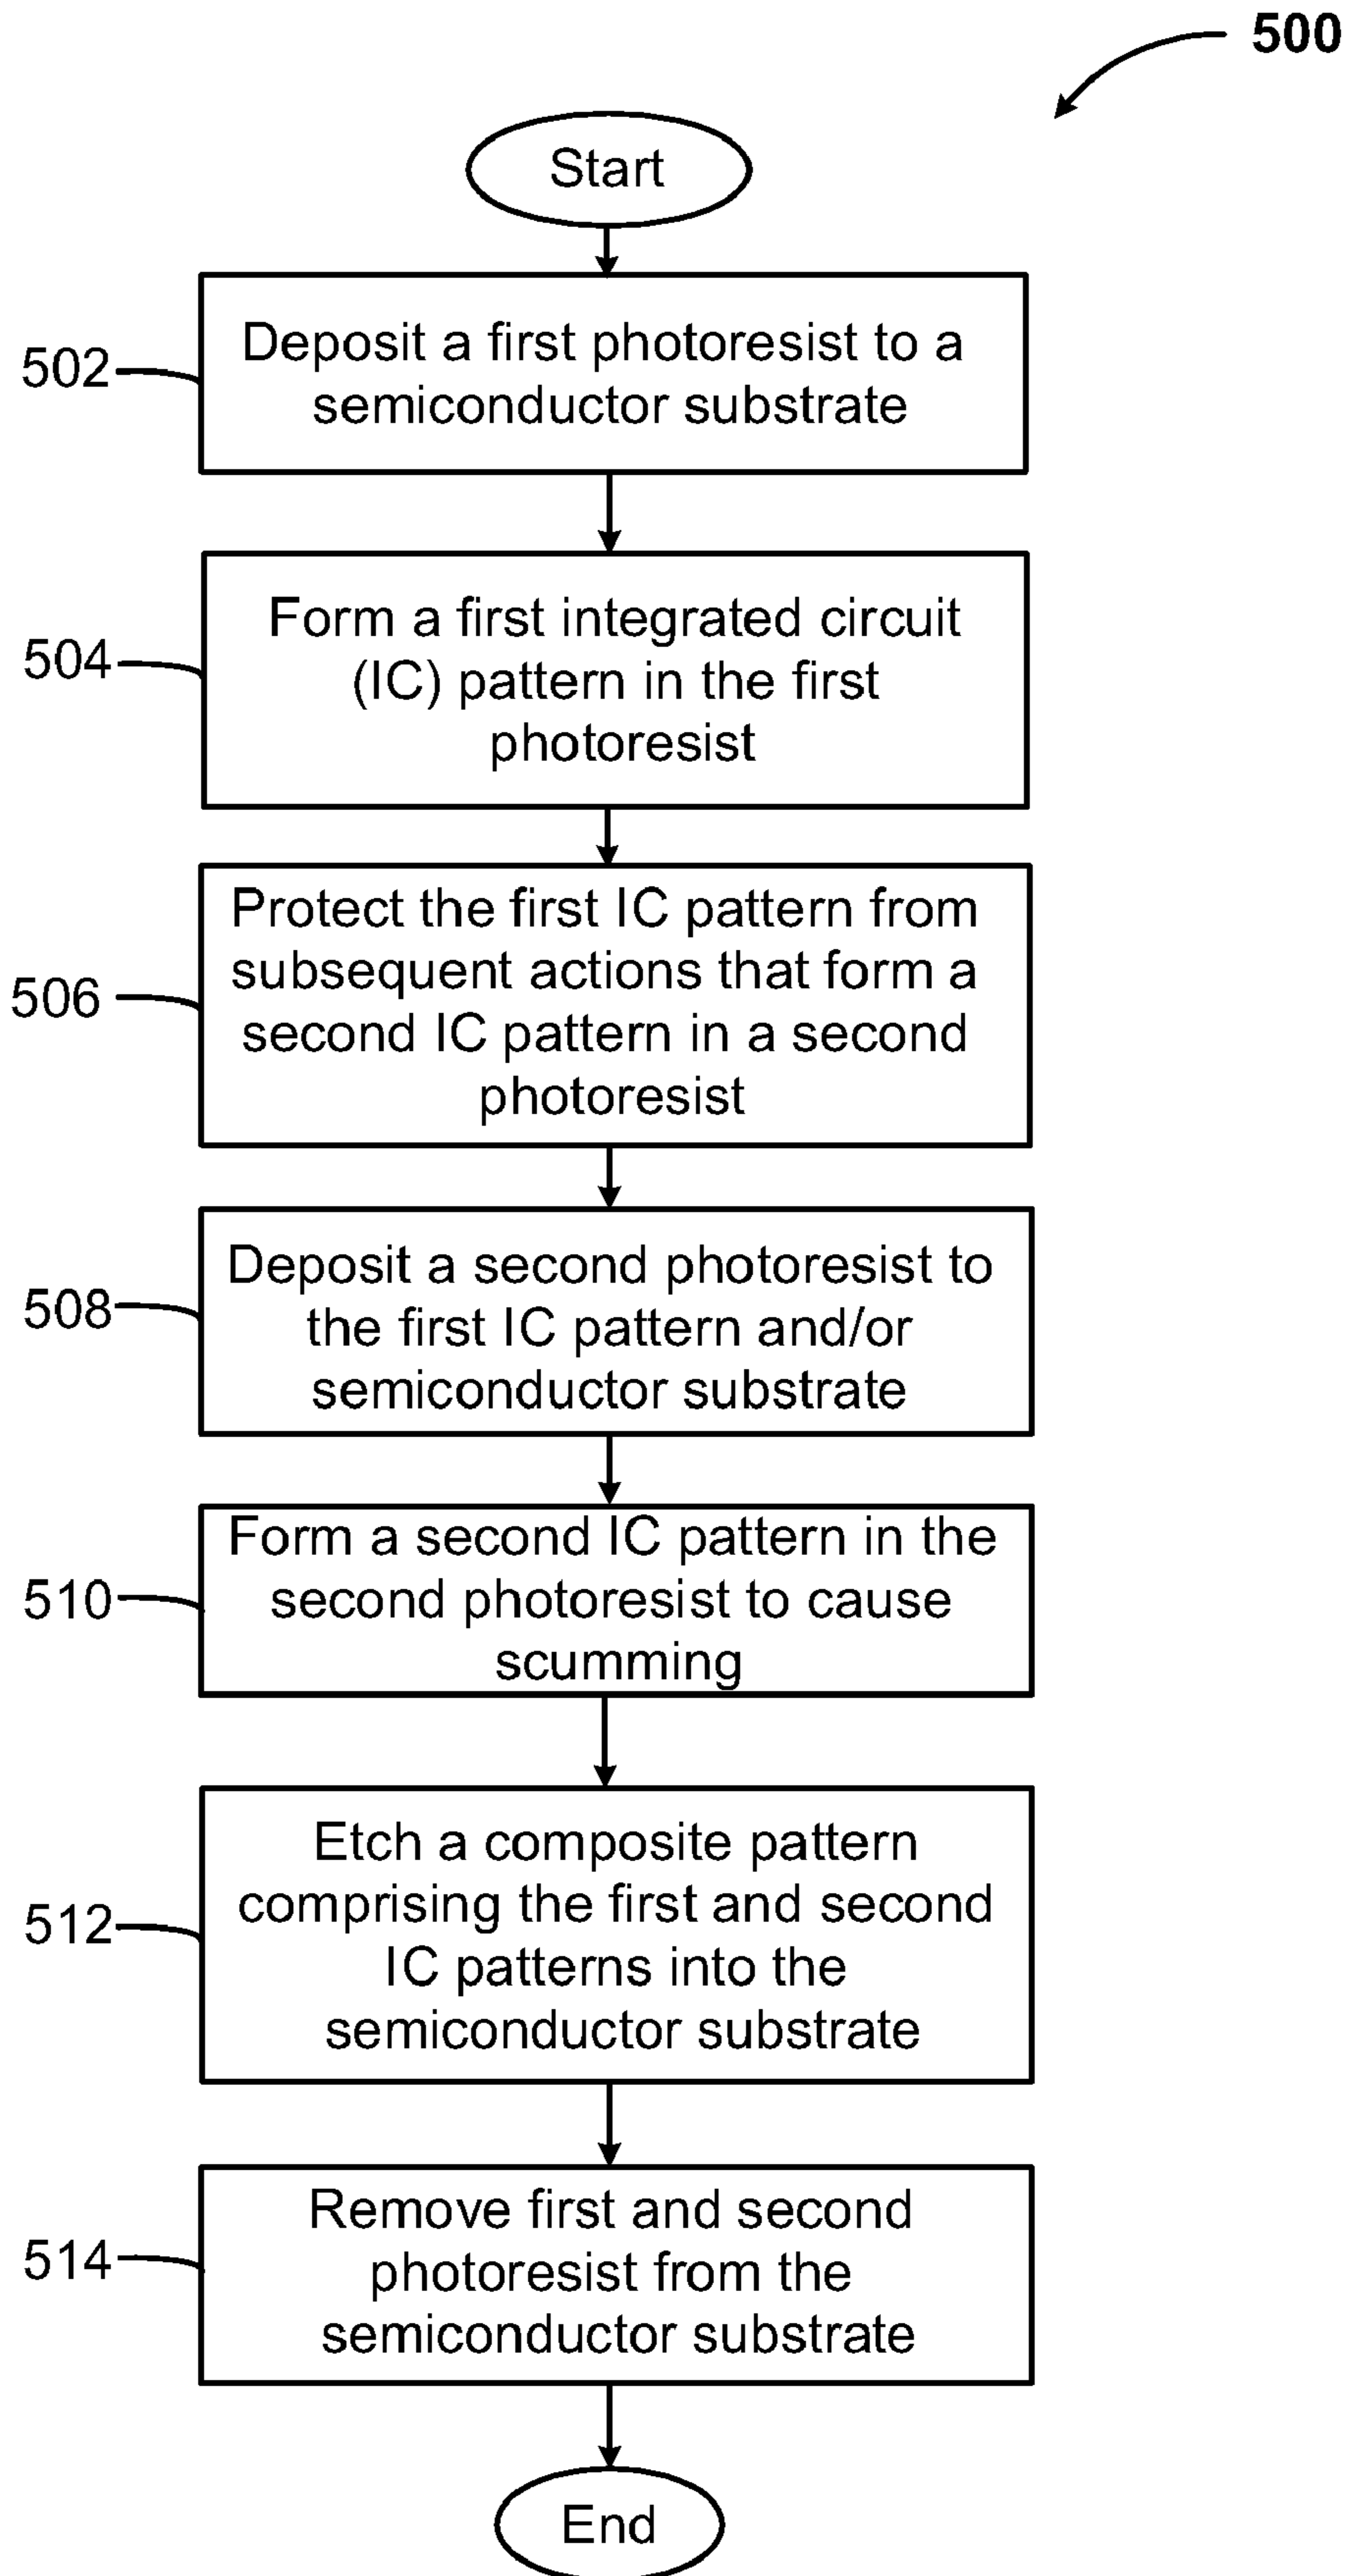 500
Start
502
Deposit a first photoresist to a
semiconductor substrate
504
Form a first integrated circuit
(IC) pattern in the first
photoresist
506
Protect the first IC pattern from
subsequent actions that form a
second IC pattern in a second
photoresist
508
Deposit a second photoresist to
the first IC pattern and/or
semiconductor substrate
510
Form a second IC pattern in the
second photoresist to cause
scumming
512
Etch a composite pattern
comprising the first and second
IC patterns into the
semiconductor substrate
514
Remove first and second
photoresist from the
semiconductor substrate
End